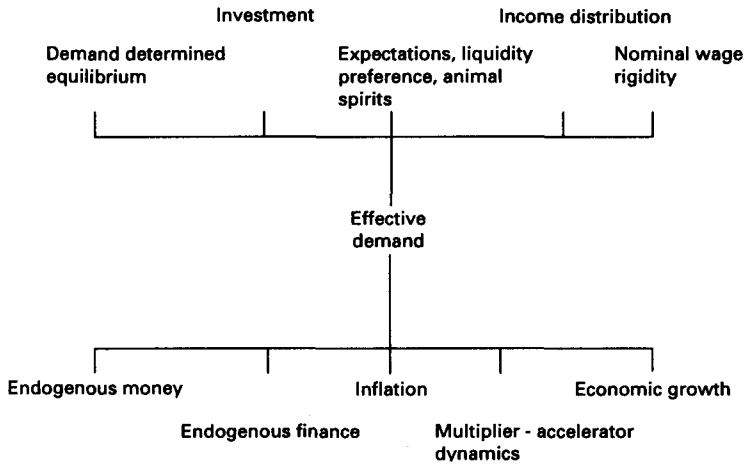 Investment
Income distribution
Demand determined
equilibrium
Expectations, liquidity
preference, animal
spirits
Nominal wage
rigidity
Effective
demand
Endogenous money
Inflation
Economic growth
Endogenous finance
Multiplier - accelerator
dynamics